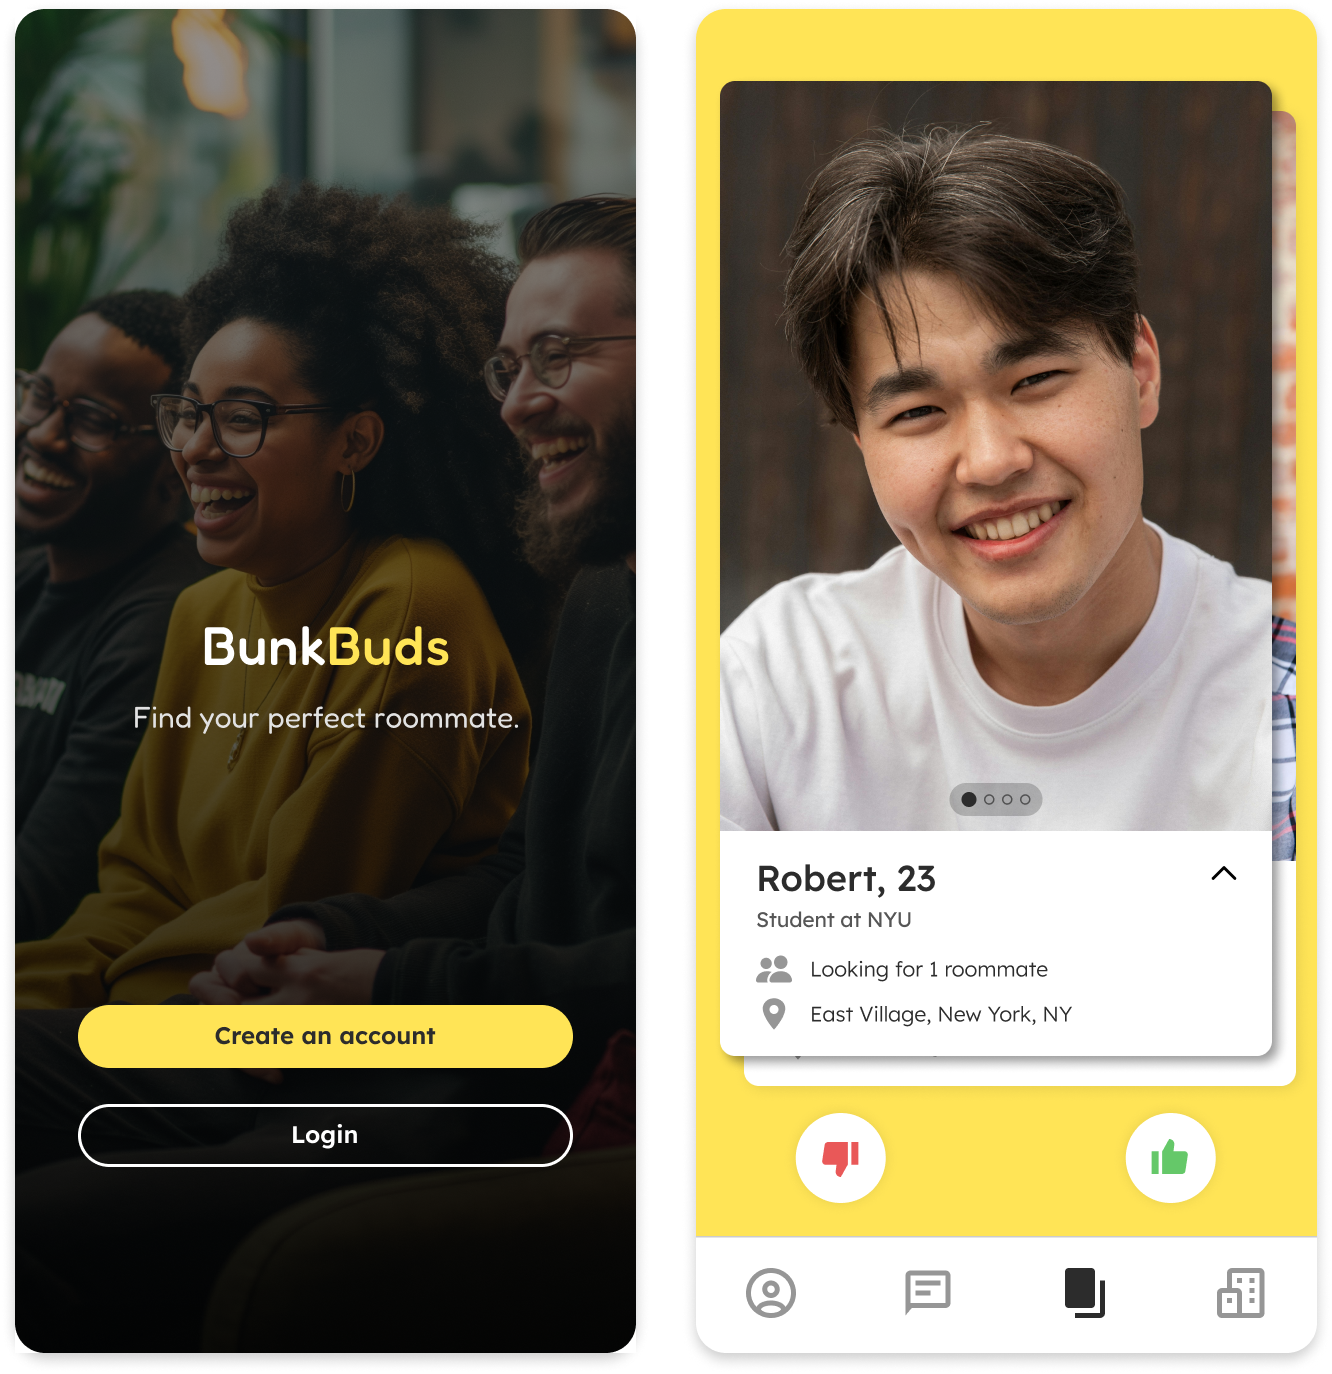 BunkBuds
Find your perfect roommate.
Create an account
Login
Robert, 23
Student at NYU
Looking for 1 roommate
East Village, New York, NY